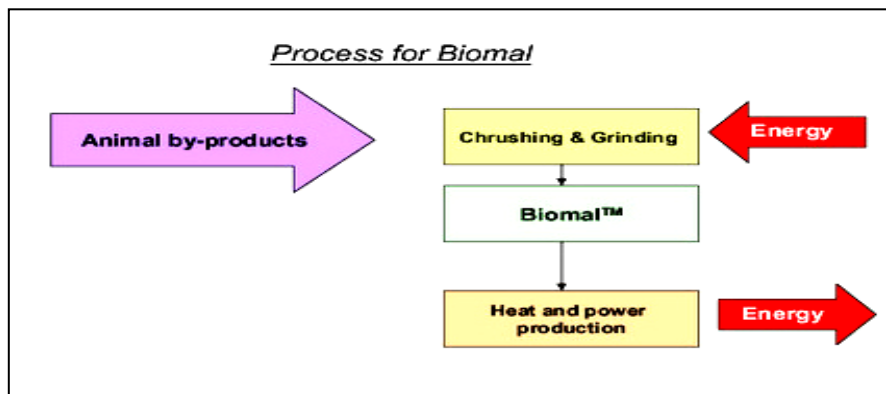 Process for Biomal
Animal by-products
Chrushing & Grinding
Energy
Biomal™
Heat and power
production
Energy